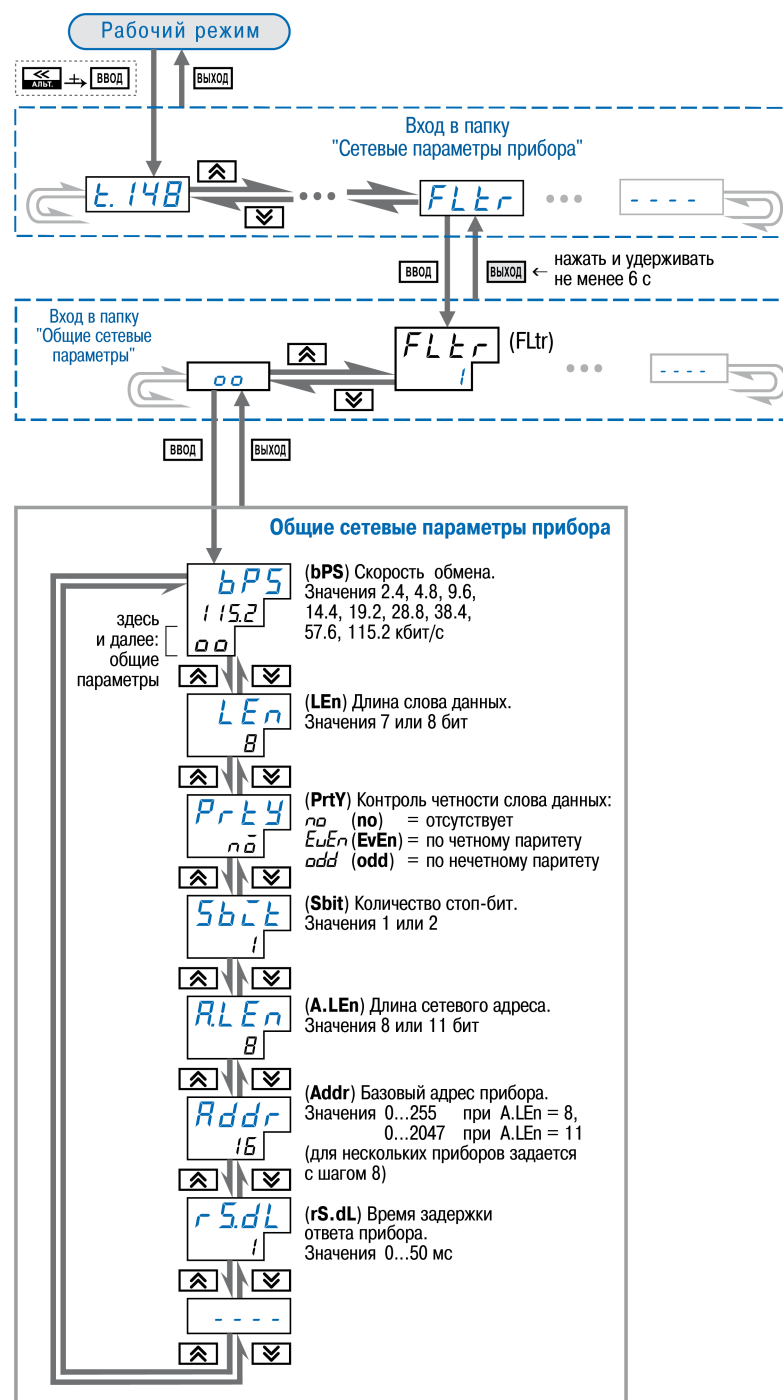 Рабочий режим
АЛЬТ. ВВОД ВЫХОД
Вход в папку
"Сетевые параметры прибора"
t.148 FLtr - - - -
ВВОД ВЫХОД ← нажать и удерживать
не менее 6 с
Вход в папку
"Общие сетевые
параметры"
FLtr (FLtr)
1
oo - - - -
ВВОД ВЫХОД
Общие сетевые параметры прибора
bPS
115.2
oo
здесь
и далее:
общие
параметры
(bPS) Скорость обмена.
Значения 2.4, 4.8, 9.6,
14.4, 19.2, 28.8, 38.4,
57.6, 115.2 кбит/с
LEn
8
(LEn) Длина слова данных.
Значения 7 или 8 бит
PrtY
no
(PrtY) Контроль четности слова данных:
no (no) = отсутствует
EvEn (EvEn) = по четному паритету
odd (odd) = по нечетному паритету
Sbit
1
(Sbit) Количество стоп-бит.
Значения 1 или 2
A.LEn
8
(A.LEn) Длина сетевого адреса.
Значения 8 или 11 бит
Addr
16
(Addr) Базовый адрес прибора.
Значения 0...255 при A.LEn = 8,
0...2047 при A.LEn = 11
(для нескольких приборов задается
с шагом 8)
rS.dL
1
(rS.dL) Время задержки
ответа прибора.
Значения 0...50 мс
- - - -